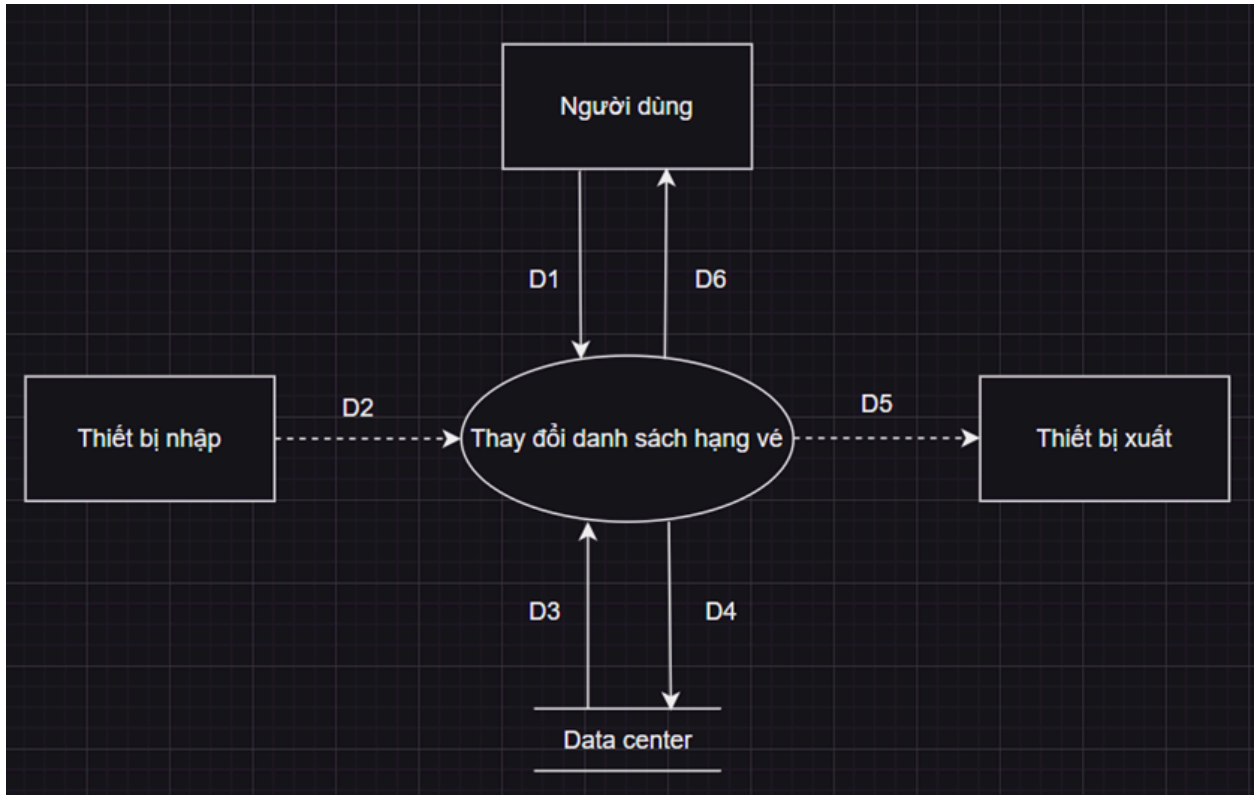 Người dùng
D1
D6
Thiết bị nhập
D2
Thay đổi danh sách hạng vé
D5
Thiết bị xuất
D3
D4
Data center